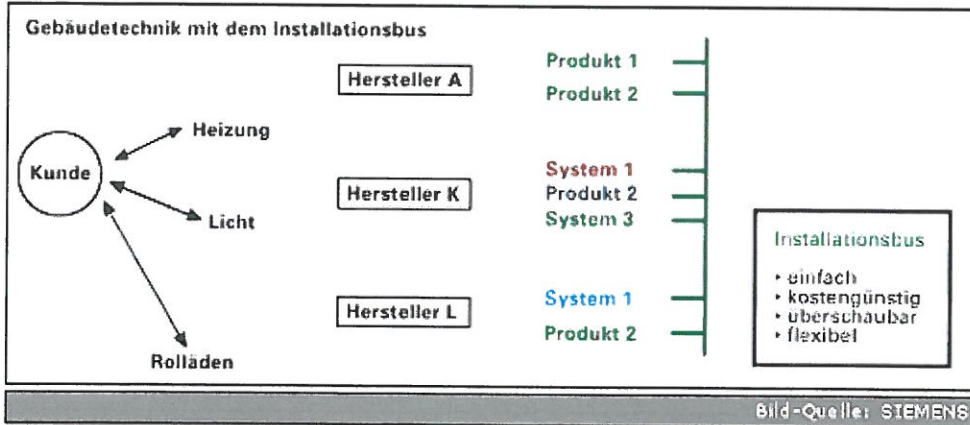 Gebäudetechnik mit dem Installationsbus
Kunde
Heizung
Licht
Rolläden
Hersteller A
Produkt 1
Produkt 2
Hersteller K
System 1
Produkt 2
System 3
Hersteller L
System 1
Produkt 2
Installationsbus
‣ einfach
‣ kostengünstig
‣ überschaubar
‣ flexibel
Bild-Quelle: SIEMENS